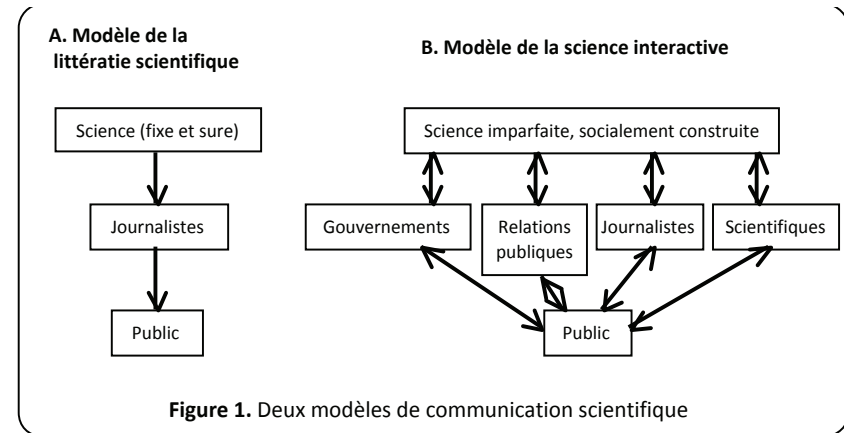 A. Modèle de la
littératie scientifique
Science (fixe et sure)
Journalistes
Public
B. Modèle de la science interactive
Science imparfaite, socialement construite
Gouvernements
Relations
publiques
Journalistes
Scientifiques
Public
Figure 1. Deux modèles de communication scientifique